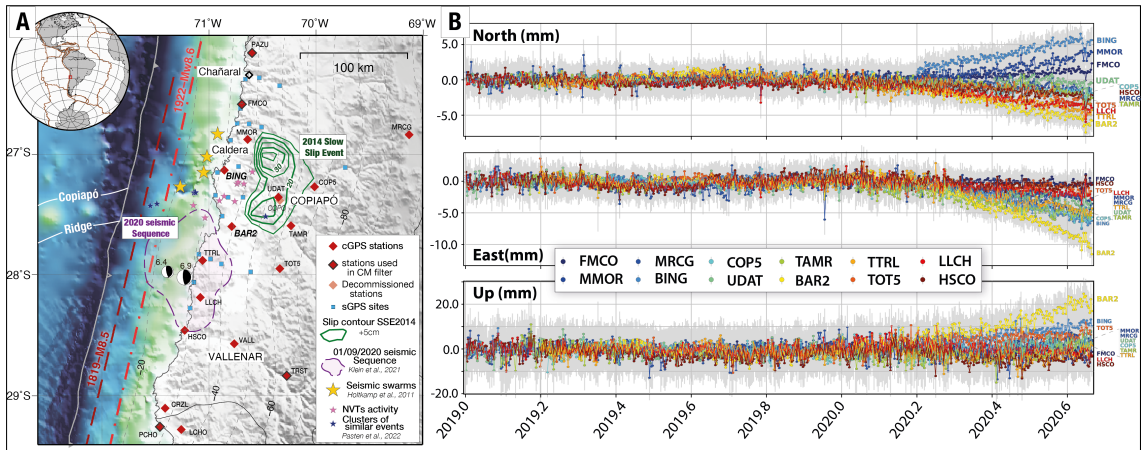 A
71°W
70°W
69°W
27°S
28°S
29°S
1922-Mw8.6
1819-M8.5
100 km
PAZU
Chañaral
FMCO
MRCG
MMOR
Caldera
2014 Slow
Slip Event
BING
UDAT
COP5
COPIAPÓ
BAR2
TAMR
20
-80
Copiapó
Ridge
2020 seismic
Sequence
6.4
6.9
TTRL
TOT5
LLCH
HSCO
VALL
VALLENAR
TRST
-20
-40
-60
CRZL
PCHO
LCHO
cGPS stations
stations used
in CM filter
Decommissioned
stations
sGPS sites
Slip contour SSE2014
+5cm
01/09/2020 seismic
Sequence
Klein et al., 2021
Seismic swarms
Holtkamp et al., 2011
NVTs activity
Clusters of
similar events
Pasten et al., 2022
B
North (mm)
5.0
0.0
-5.0
BING
MMOR
FMCO
UDAT
COP5
HSCO
MRCG
TAMR
TOT5
LLCH
TTRL
BAR2
East(mm)
0.0
-5.0
-10.0
FMCO
HSCO
TOT5
LLCH
MMOR
MRCG
TTRL
UDAT
TAMR
COP5
BING
BAR2
FMCO MRCG COP5 TAMR TTRL LLCH
MMOR BING UDAT BAR2 TOT5 HSCO
Up (mm)
20.0
0.0
-20.0
BAR2
BING
TOT5
MMOR
MRCG
UDAT
COP5
TAMR
TTRL
FMCO
LLCH
HSCO
2019.0 2019.2 2019.4 2019.6 2019.8 2020.0 2020.2 2020.4 2020.6